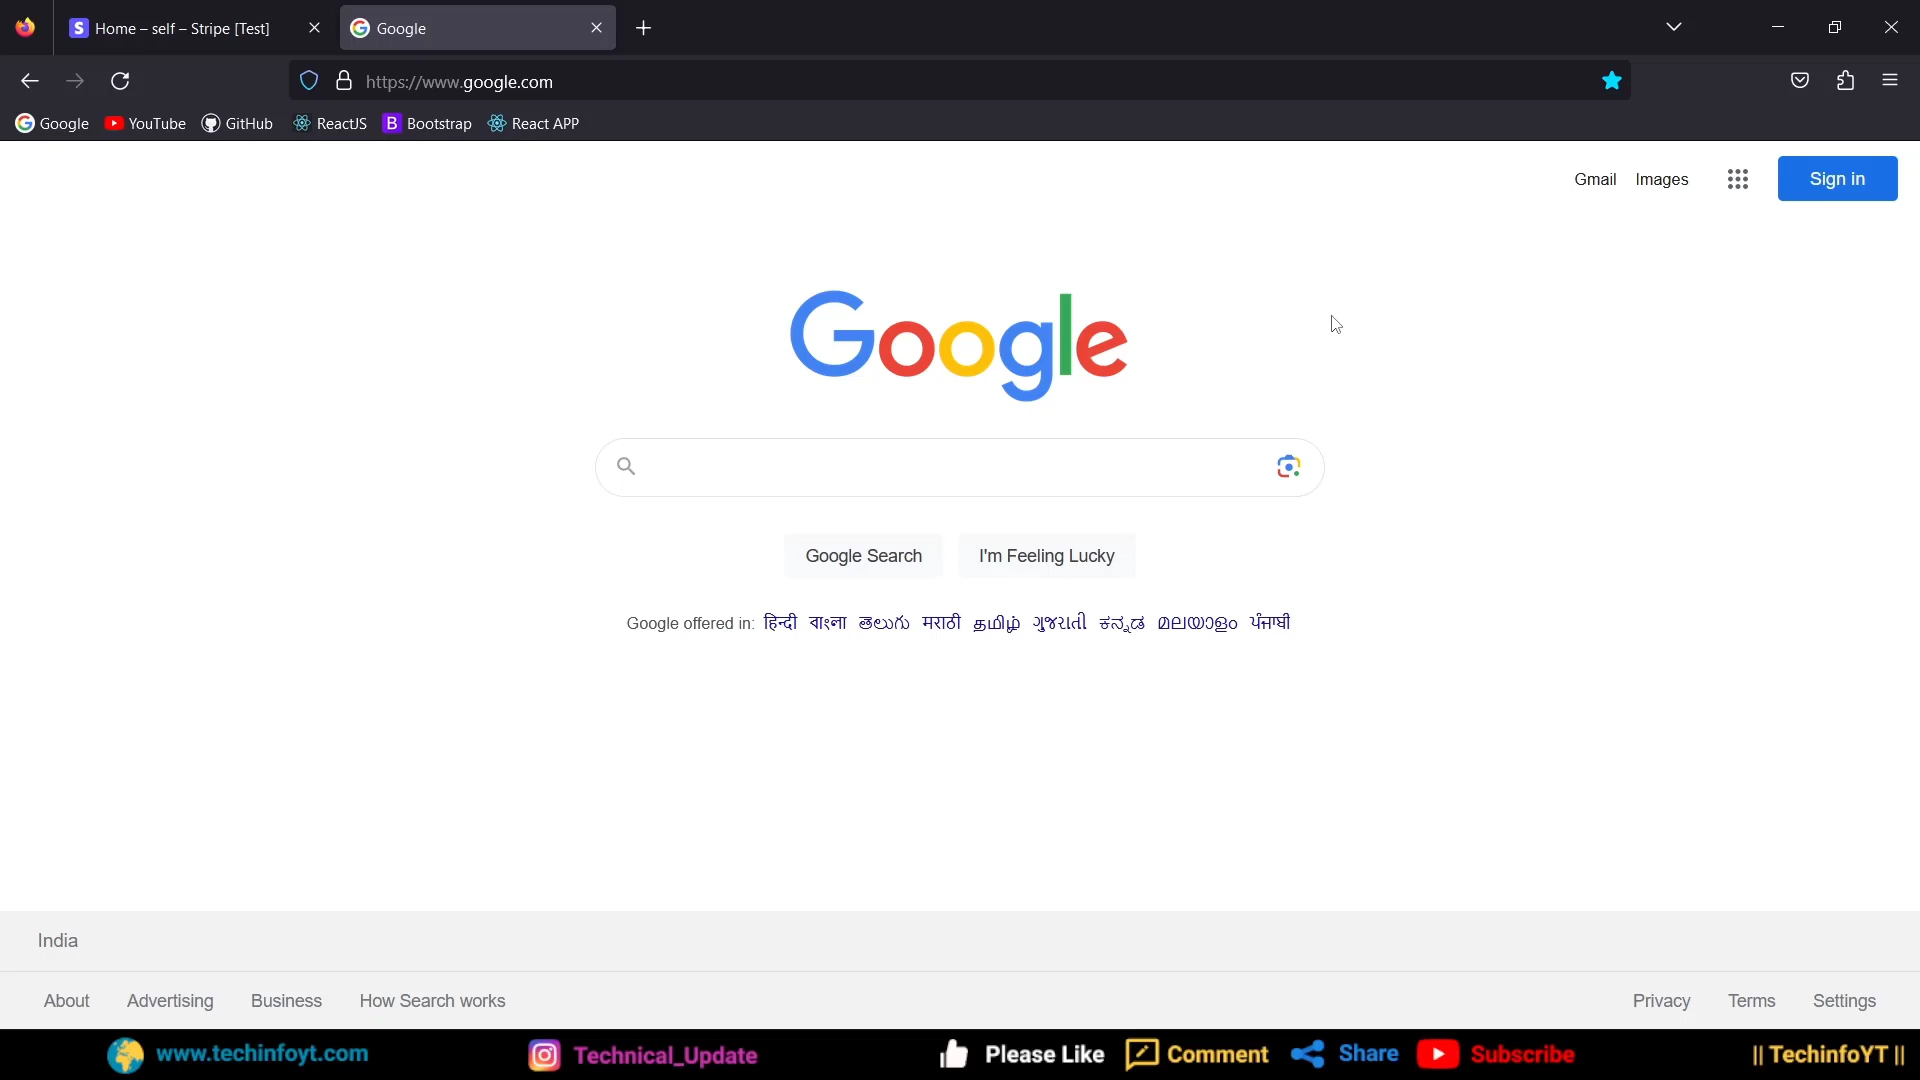 Home – self – Stripe [Test]
Google
https://www.google.com
Google YouTube GitHub ReactJS Bootstrap React APP
Gmail Images Sign in
Google
Google Search I'm Feeling Lucky
Google offered in: हिन्दी বাংলা తెలుగు मराठी தமிழ் ગુજરાતી ಕನ್ನಡ മലയാളം ਪੰਜਾਬੀ
India
About Advertising Business How Search works Privacy Terms Settings
www.techinfoyt.com Technical_Update Please Like Comment Share Subscribe || TechinfoYT ||